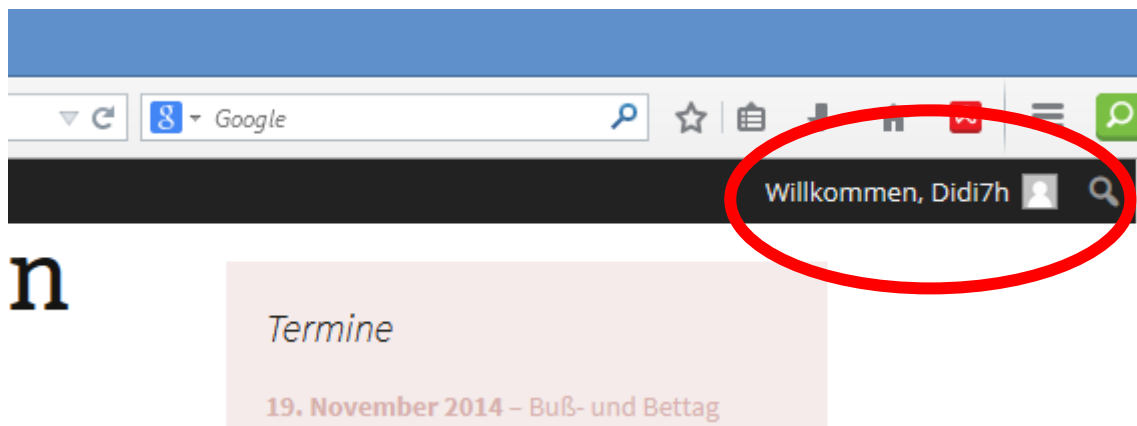 Google
Willkommen, Didi7h
n
Termine
19. November 2014 – Buß- und Bettag